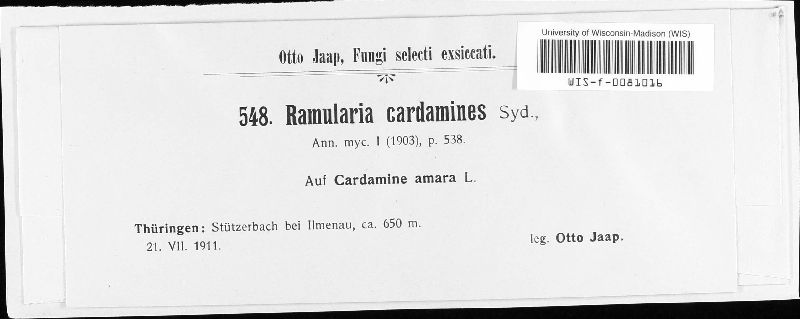 University of Wisconsin-Madison (WIS)
WIS-f-0081016
Otto Jaap, Fungi selecti exsiccati.
548. Ramularia cardamines Syd.,
Ann. myc. I (1903), p. 538.
Auf Cardamine amara L.
Thüringen: Stützerbach bei Ilmenau, ca. 650 m.
21. VII. 1911.
leg. Otto Jaap.